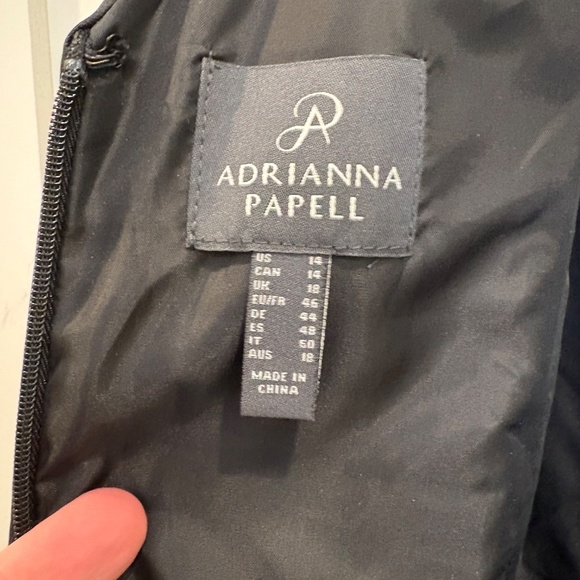 ADRIANNA
PAPELL
US 14
CAN 14
UK 18
EU/FR 46
DE 44
ES 48
IT 50
AUS 18
MADE IN
CHINA